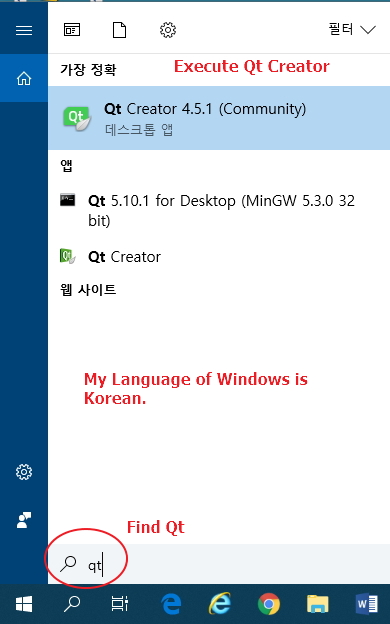 필터
가장 정확
Execute Qt Creator
Qt Creator 4.5.1 (Community)
데스크톱 앱
앱
Qt 5.10.1 for Desktop (MinGW 5.3.0 32
bit)
Qt Creator
웹 사이트
My Language of Windows is
Korean.
Find Qt
qt